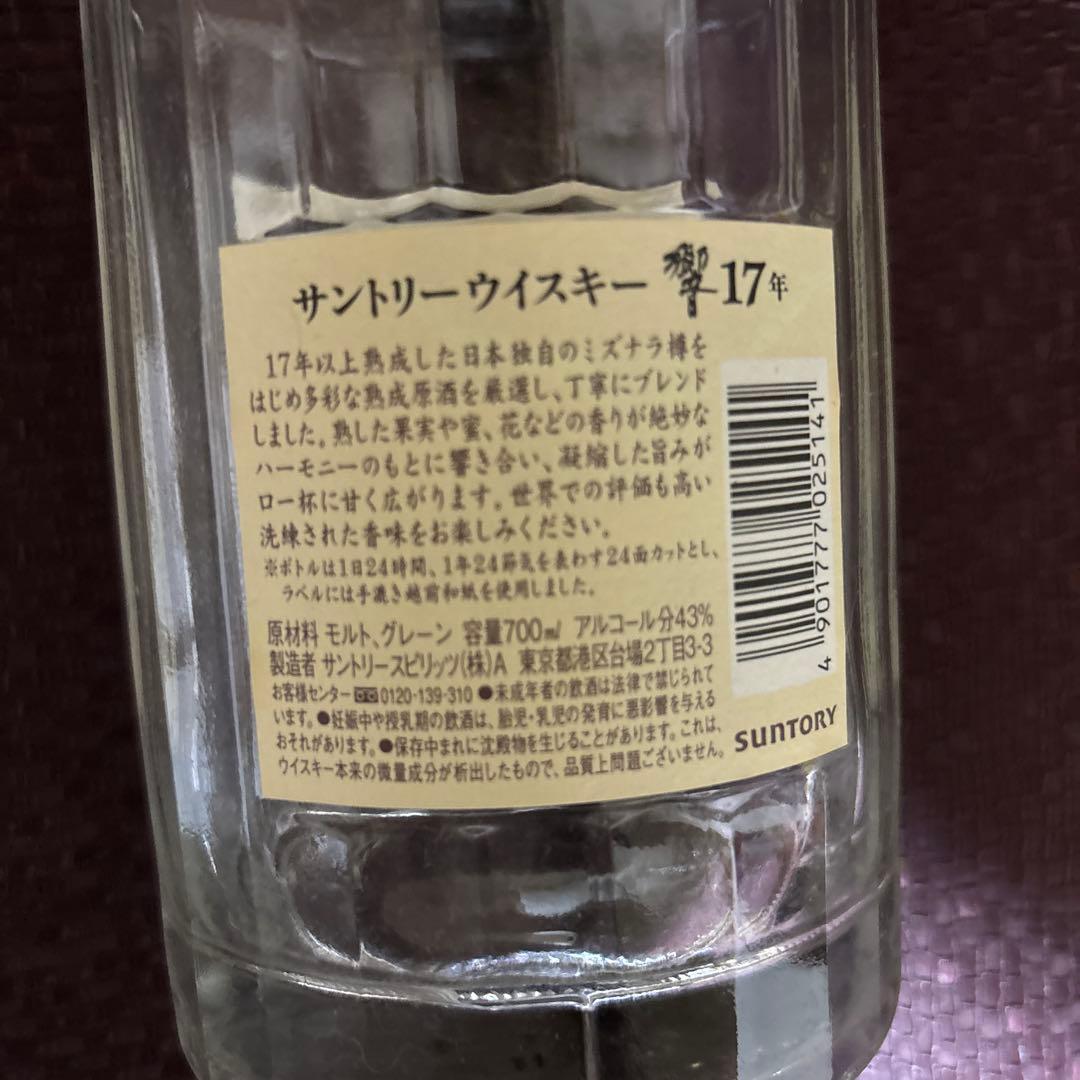 サントリーウイスキー 響 17年
17年以上熟成した日本独自のミズナラ樽を
はじめ多彩な熟成原酒を厳選し、丁寧にブレンド
しました。熟した果実や蜜、花などの香りが絶妙な
ハーモニーのもとに響き合い、凝縮した旨みが
口一杯に甘く広がります。世界での評価も高い
洗練された香味をお楽しみください。
※ボトルは1日24時間、1年24節気を表わす24面カットとし、
ラベルには手漉き越前和紙を使用しました。
原材料 モルト、グレーン 容量700㎖ アルコール分43%
製造者 サントリースピリッツ(株)A 東京都港区台場2丁目3-3
お客様センター 0120-139-310 ●未成年者の飲酒は法律で禁じられて
います。●妊娠中や授乳期の飲酒は、胎児・乳児の発育に悪影響を与える
おそれがあります。●保存中まれに沈殿物を生じることがあります。これは、
ウイスキー本来の微量成分が析出したもので、品質上問題ございません。
4 901777 025141
SUNTORY